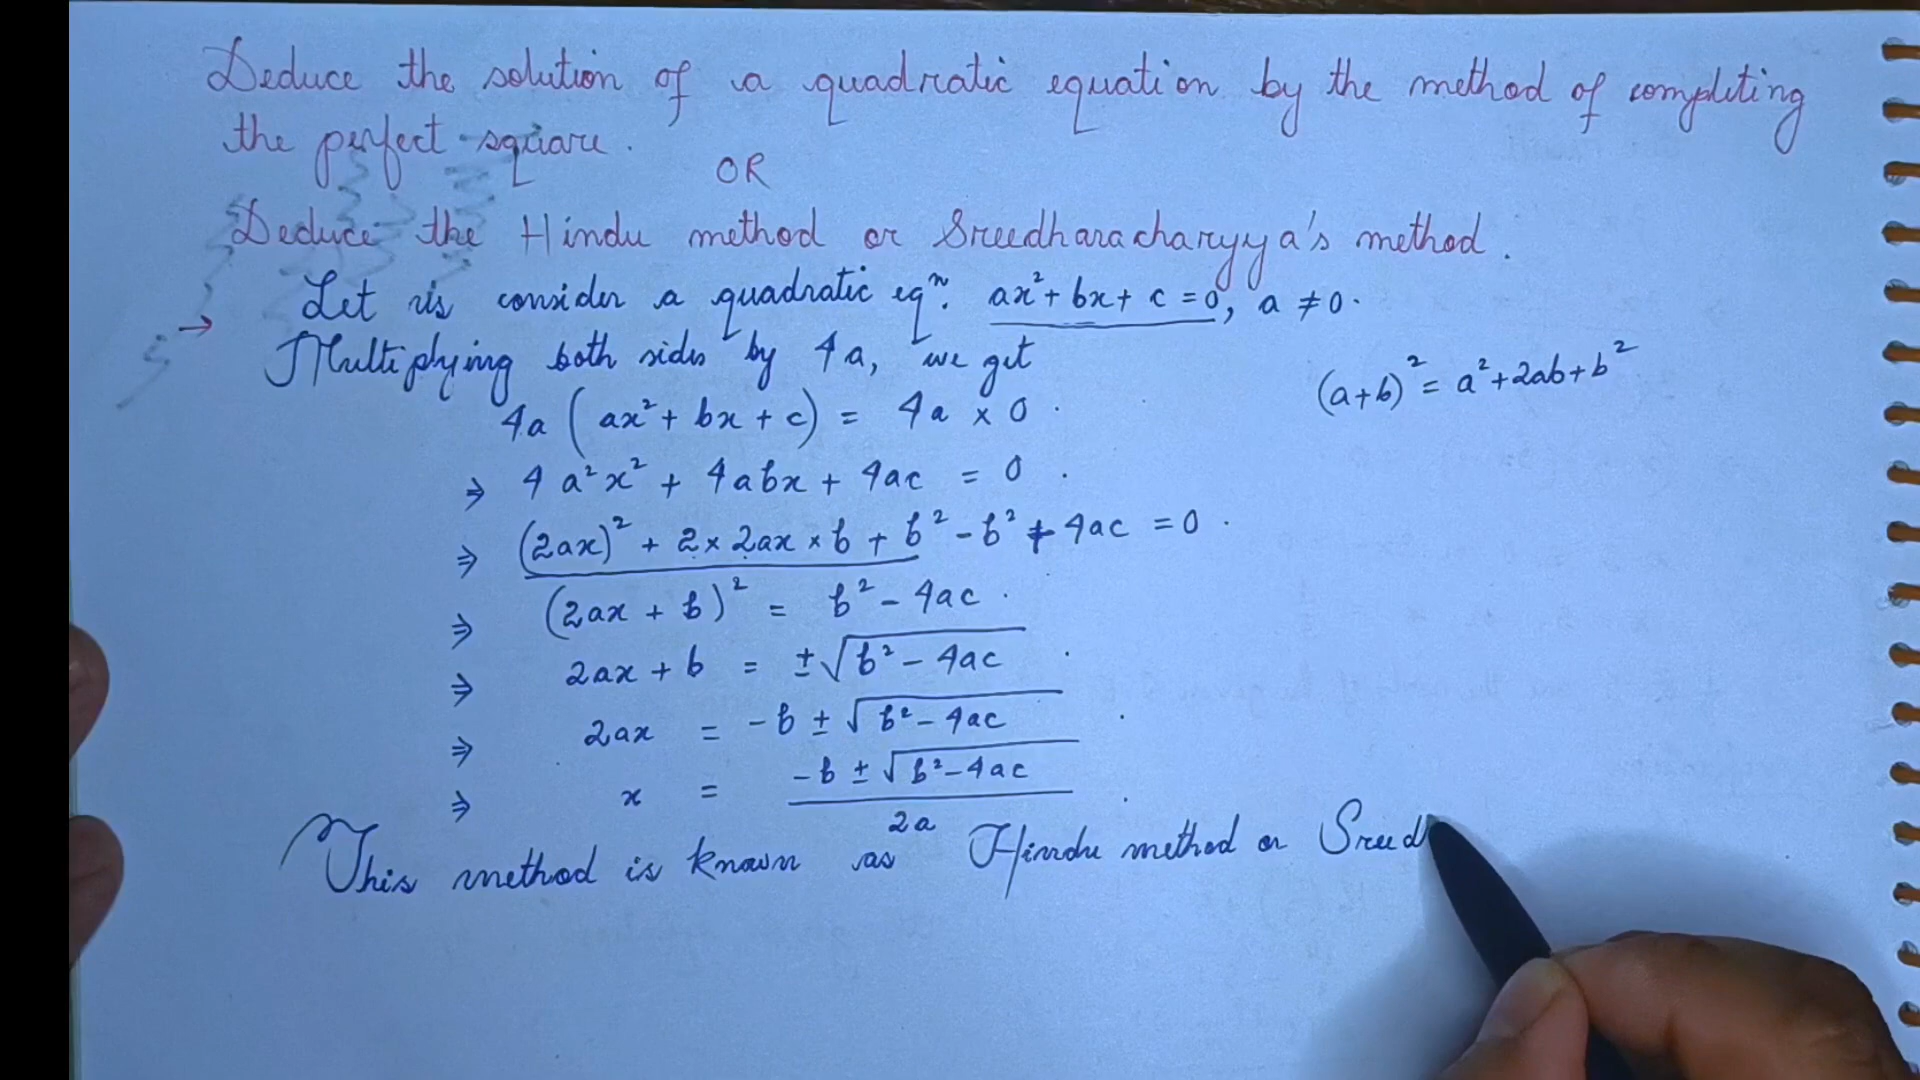 Deduce the solution of a quadratic equation by the method of completing
the perfect square.
OR
Deduce the Hindu method or Sreedharacharyya's method.
→ Let us consider a quadratic eqⁿ. ax² + bx + c = 0, a ≠ 0.
Multiplying both sides by 4a, we get
(a+b)² = a² + 2ab + b²
4a (ax² + bx + c) = 4a × 0.
⇒ 4a²x² + 4abx + 4ac = 0.
⇒ (2ax)² + 2 × 2ax × b + b² - b² + 4ac = 0.
⇒ (2ax + b)² = b² - 4ac.
⇒ 2ax + b = ±√(b² - 4ac).
⇒ 2ax = -b ± √(b² - 4ac).
⇒ x = (-b ± √(b² - 4ac)) / 2a.
This method is known as Hindu method or Sreed